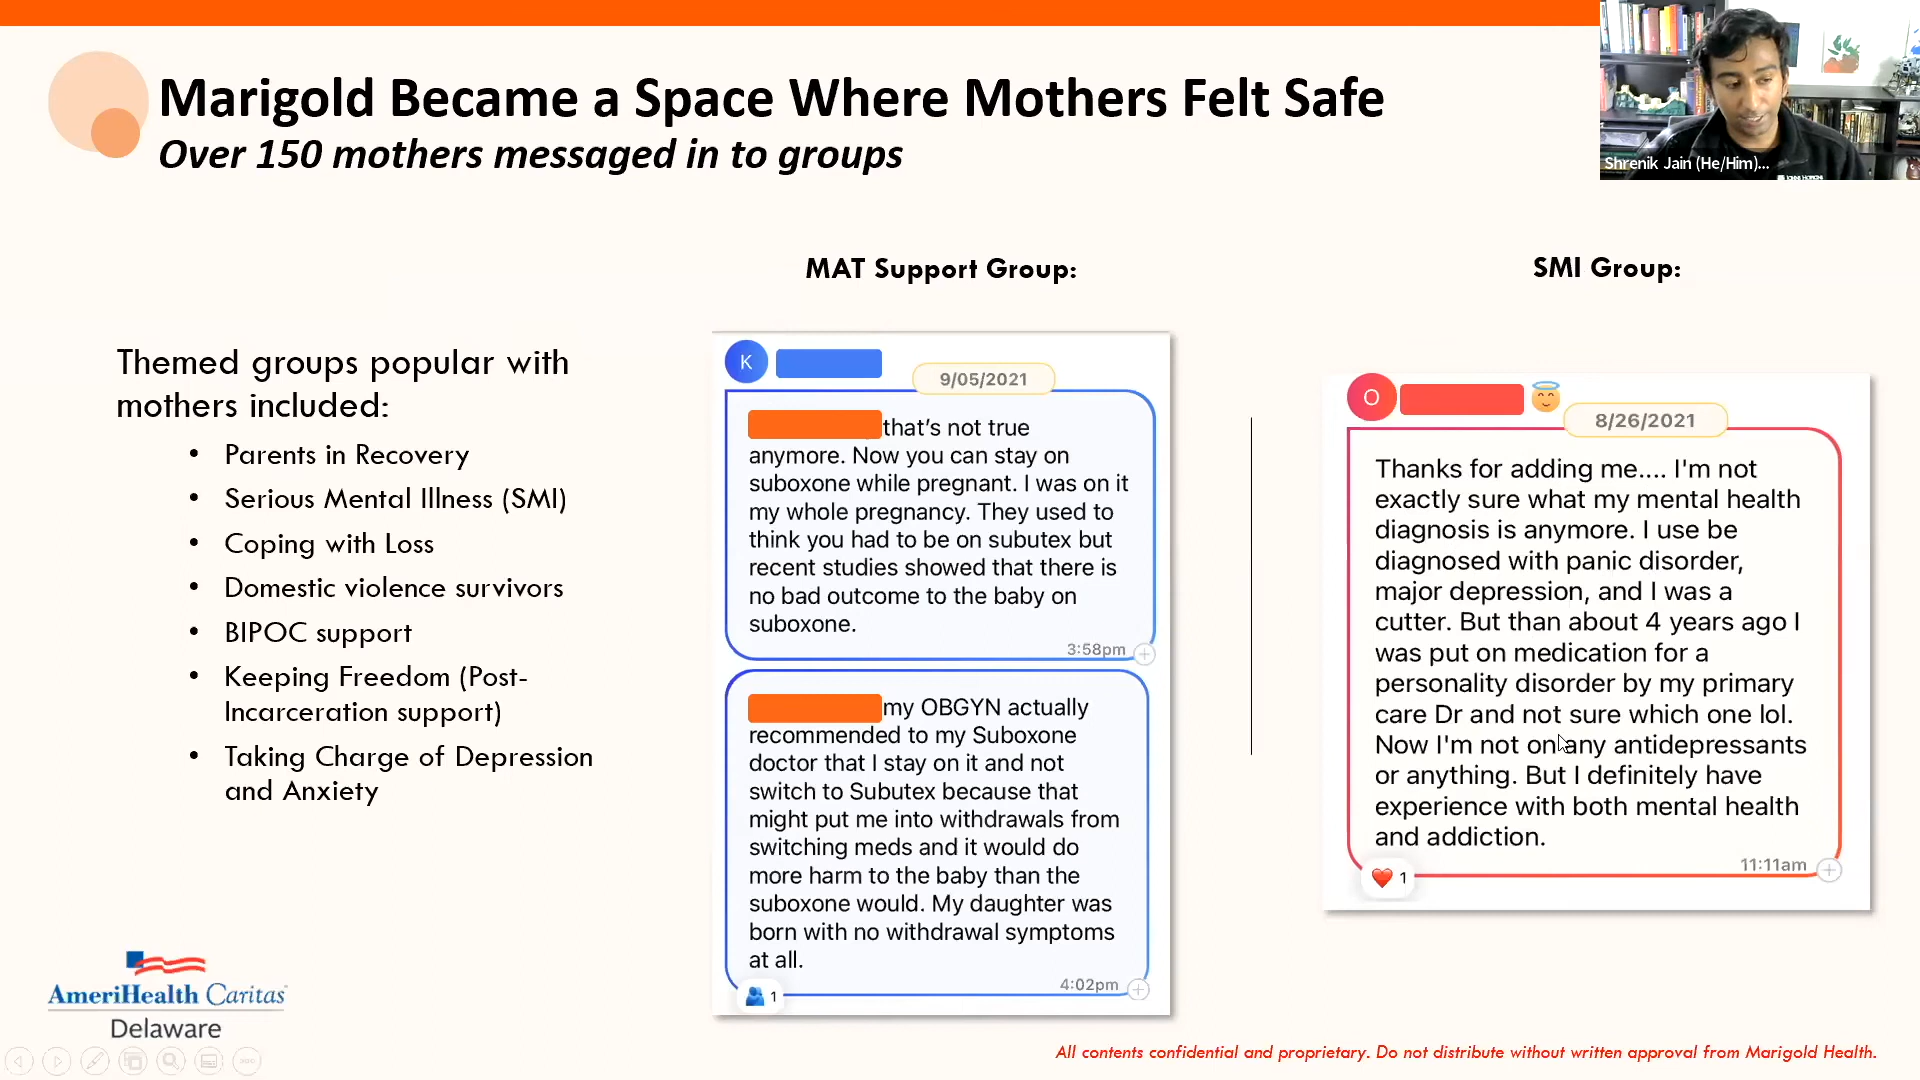 Marigold Became a Space Where Mothers Felt Safe
Over 150 mothers messaged in to groups
Shrenik Jain (He/Him)...
MAT Support Group:
SMI Group:
Themed groups popular with
mothers included:
• Parents in Recovery
• Serious Mental Illness (SMI)
• Coping with Loss
• Domestic violence survivors
• BIPOC support
• Keeping Freedom (Post-
Incarceration support)
• Taking Charge of Depression
and Anxiety
K
9/05/2021
that's not true
anymore. Now you can stay on
suboxone while pregnant. I was on it
my whole pregnancy. They used to
think you had to be on subutex but
recent studies showed that there is
no bad outcome to the baby on
suboxone.
3:58pm
my OBGYN actually
recommended to my Suboxone
doctor that I stay on it and not
switch to Subutex because that
might put me into withdrawals from
switching meds and it would do
more harm to the baby than the
suboxone would. My daughter was
born with no withdrawal symptoms
at all.
4:02pm
1
O
8/26/2021
Thanks for adding me.... I'm not
exactly sure what my mental health
diagnosis is anymore. I use be
diagnosed with panic disorder,
major depression, and I was a
cutter. But than about 4 years ago I
was put on medication for a
personality disorder by my primary
care Dr and not sure which one lol.
Now I'm not on any antidepressants
or anything. But I definitely have
experience with both mental health
and addiction.
11:11am
1
AmeriHealth Caritas
Delaware
All contents confidential and proprietary. Do not distribute without written approval from Marigold Health.